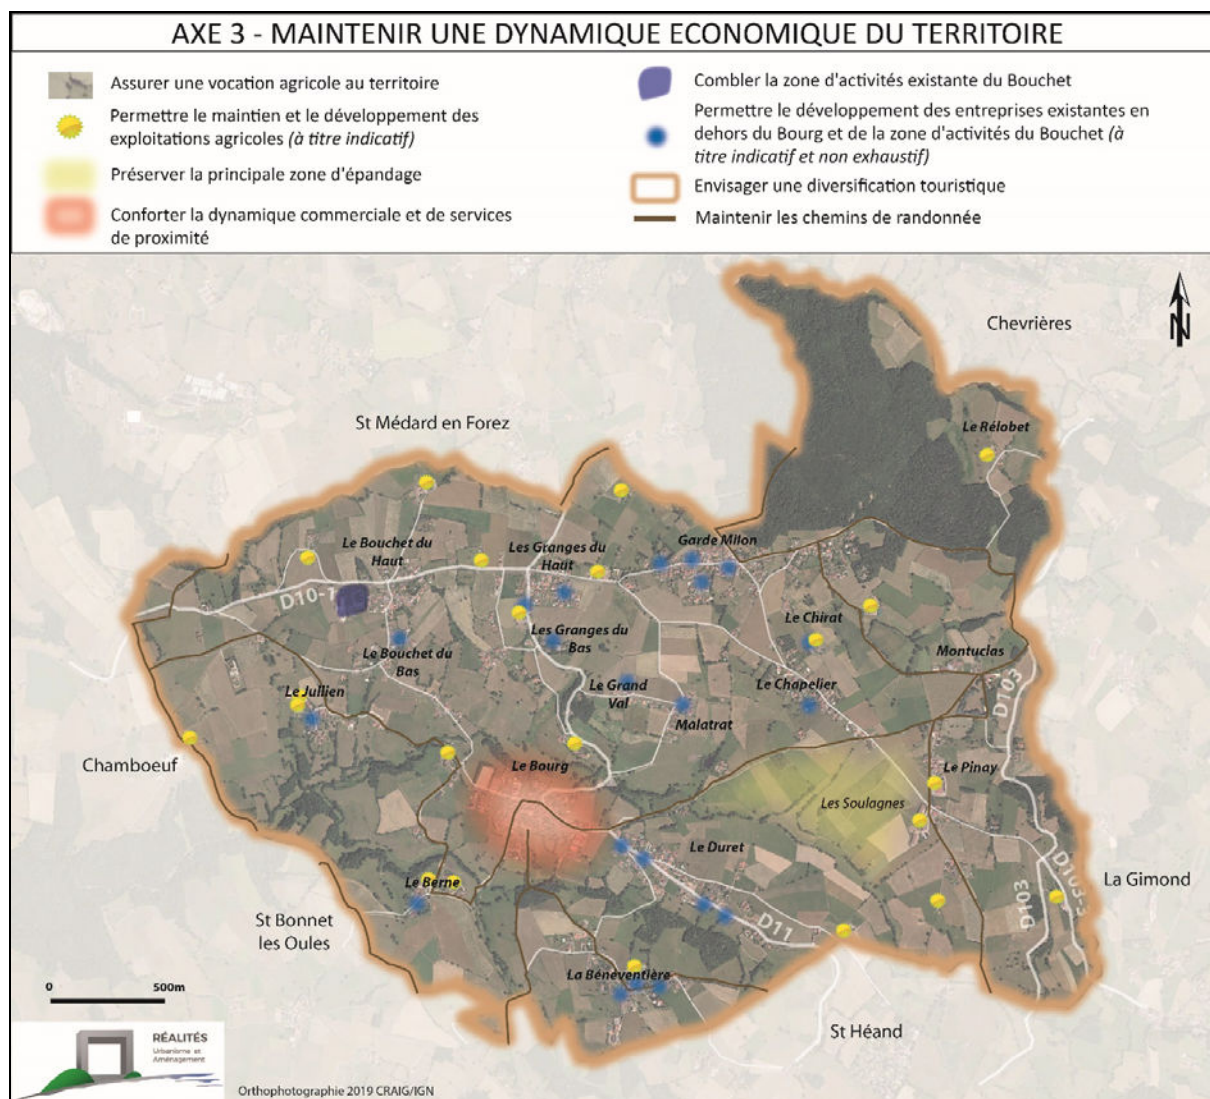 AXE 3 - MAINTENIR UNE DYNAMIQUE ECONOMIQUE DU TERRITOIRE
Assurer une vocation agricole au territoire
Permettre le maintien et le développement des
exploitations agricoles (à titre indicatif)
Préserver la principale zone d'épandage
Conforter la dynamique commerciale et de services
de proximité
Combler la zone d'activités existante du Bouchet
Permettre le développement des entreprises existantes en
dehors du Bourg et de la zone d'activités du Bouchet (à
titre indicatif et non exhaustif)
Envisager une diversification touristique
Maintenir les chemins de randonnée
N
Chevrières
St Médard en Forez
Le Rélobet
Le Bouchet du
Haut
Les Granges du
Haut
Garde Milon
D10-1
Le Chirat
Les Granges du
Bas
Le Bouchet du
Bas
Montuclas
Le Jullien
Le Grand
Val
Le Chapelier
Malatrat
D103
Chamboeuf
Le Bourg
Le Pinay
Les Soulagnes
Le Duret
Le Berne
La Gimond
D103-3
D103
D11
St Bonnet
les Oules
La Béneventière
0 500m
St Héand
RÉALITÉS
Urbanisme et
Aménagement
Orthophotographie 2019 CRAIG/IGN